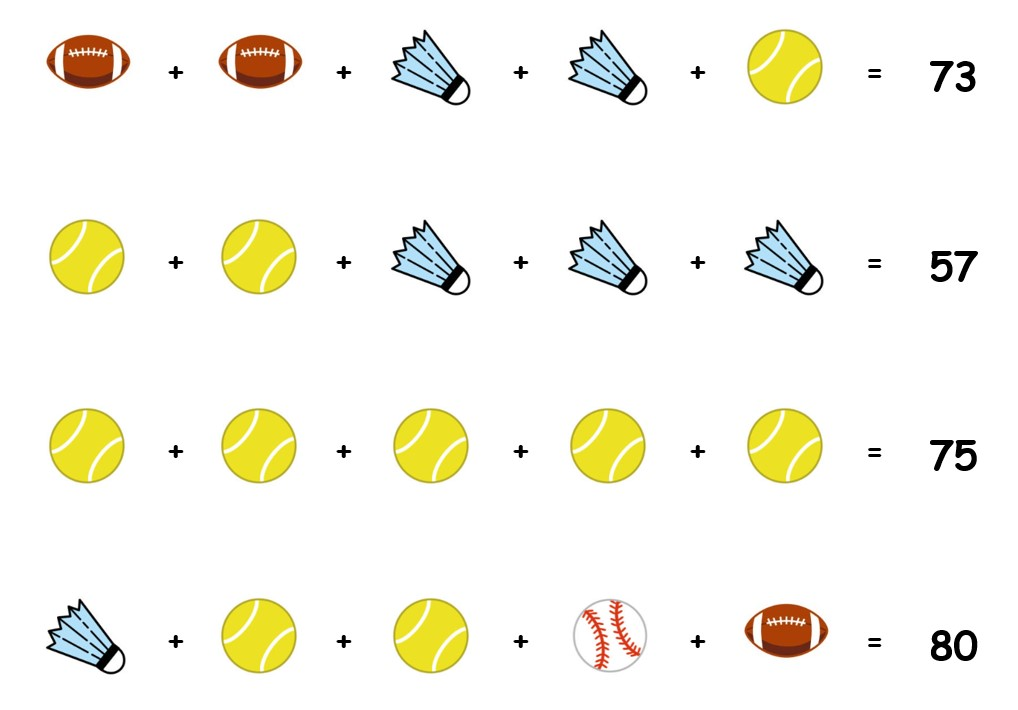 + + + + = 73
+ + + + = 57
+ + + + = 75
+ + + + = 80